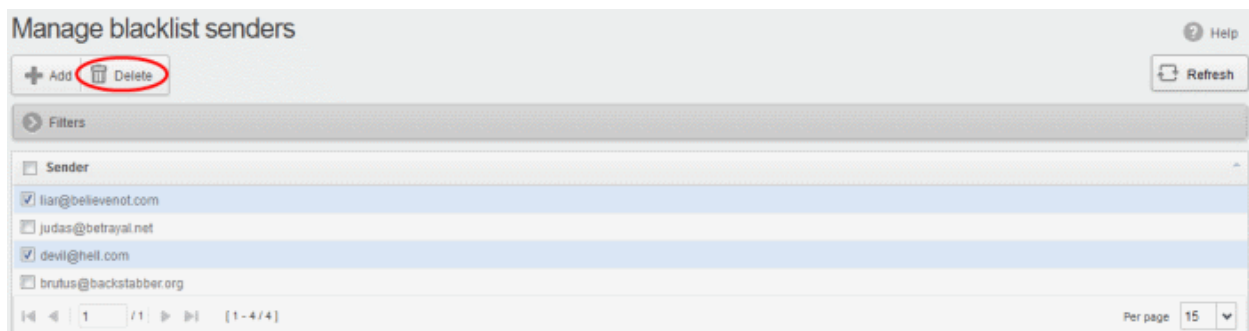 Manage blacklist senders
Help
Add Delete
Refresh
Filters
Sender
liar@believenot.com
judas@betrayal.net
devil@hell.com
brutus@backstabber.org
1 / 1 [ 1 - 4 / 4 ] Per page 15